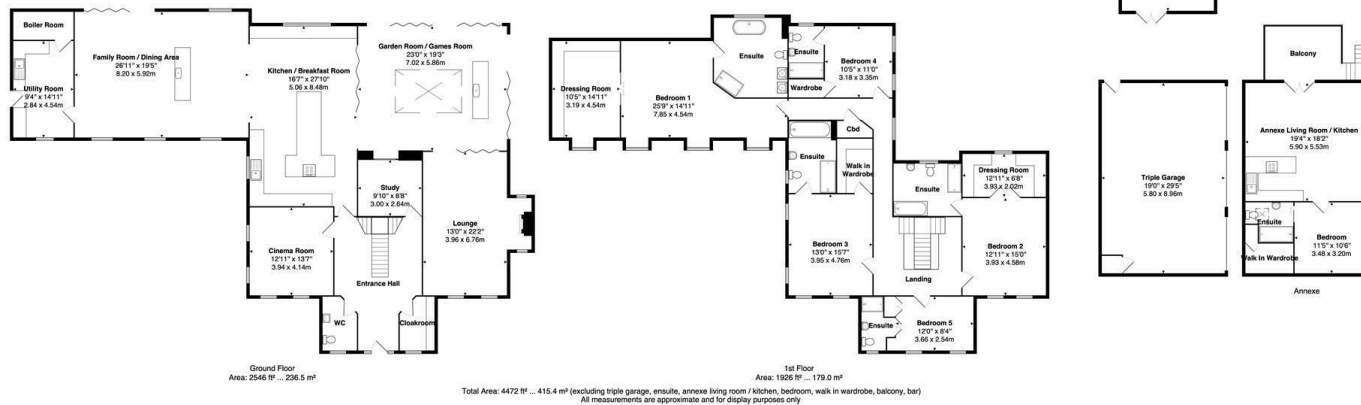 Boiler Room
Family Room / Dining Area
26'11" x 19'5"
8.20 x 5.92m
Utility Room
9'4" x 14'11"
2.84 x 4.54m
Kitchen / Breakfast Room
16'7" x 27'10"
5.06 x 8.48m
Garden Room / Games Room
23'0" x 19'3"
7.02 x 5.86m
Study
9'10" x 8'8"
3.00 x 2.64m
Lounge
13'0" x 22'2"
3.96 x 6.76m
Cinema Room
12'11" x 13'7"
3.94 x 4.14m
Entrance Hall
WC
Cloakroom
Ground Floor
Area: 2546 ft² ... 236.5 m²
Dressing Room
10'5" x 14'11"
3.19 x 4.54m
Bedroom 1
25'9" x 14'11"
7.85 x 4.54m
Ensuite
Ensuite
Bedroom 4
10'5" x 11'0"
3.18 x 3.35m
Wardrobe
Cbd
Ensuite
Walk in
Wardrobe
Ensuite
Dressing Room
12'11" x 6'8"
3.93 x 2.02m
Bedroom 3
13'0" x 15'7"
3.95 x 4.76m
Bedroom 2
12'11" x 15'0"
3.93 x 4.58m
Landing
Ensuite
Bedroom 5
12'0" x 8'4"
3.66 x 2.54m
1st Floor
Area: 1926 ft² ... 179.0 m²
Triple Garage
19'0" x 29'5"
5.80 x 8.96m
Balcony
Annexe Living Room / Kitchen
19'4" x 18'2"
5.90 x 5.53m
Ensuite
Bedroom
11'5" x 10'6"
3.48 x 3.20m
Walk In Wardrobe
Annexe
Total Area: 4472 ft² ... 415.4 m² (excluding triple garage, ensuite, annexe living room / kitchen, bedroom, walk in wardrobe, balcony, bar)
All measurements are approximate and for display purposes only